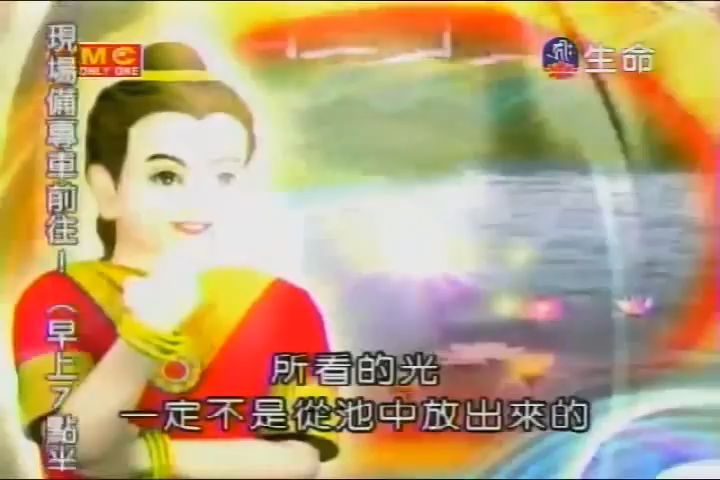 現場備專車前往！（早上7點半
MC
ONLY ONE
生命
所看的光
一定不是從池中放出來的